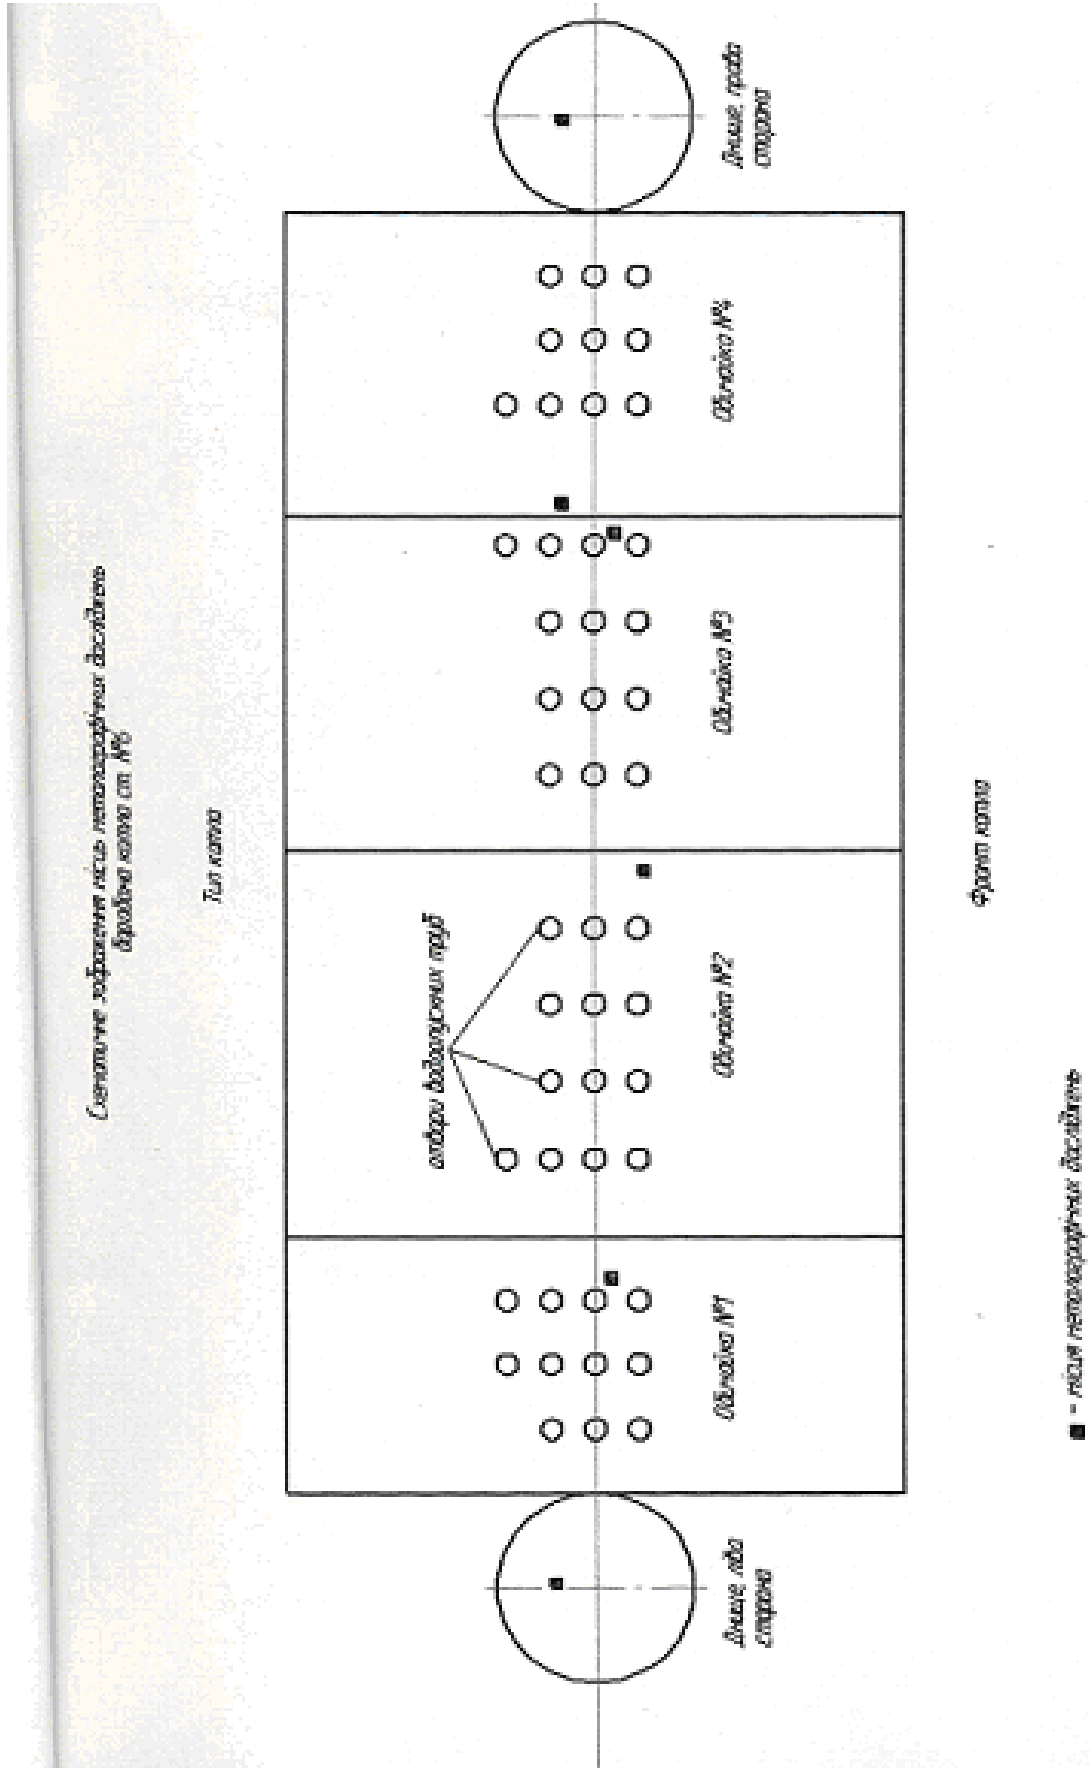 Схематичне зображення місць металографічних досліджень
барабана котла ст. №6
Тил котла
отвори водоопускних труб
Днище, ліва
сторона
Обичайка №1
Обичайка №2
Обичайка №3
Обичайка №4
Днище, права
сторона
Фронт котла
- місця металографічних досліджень